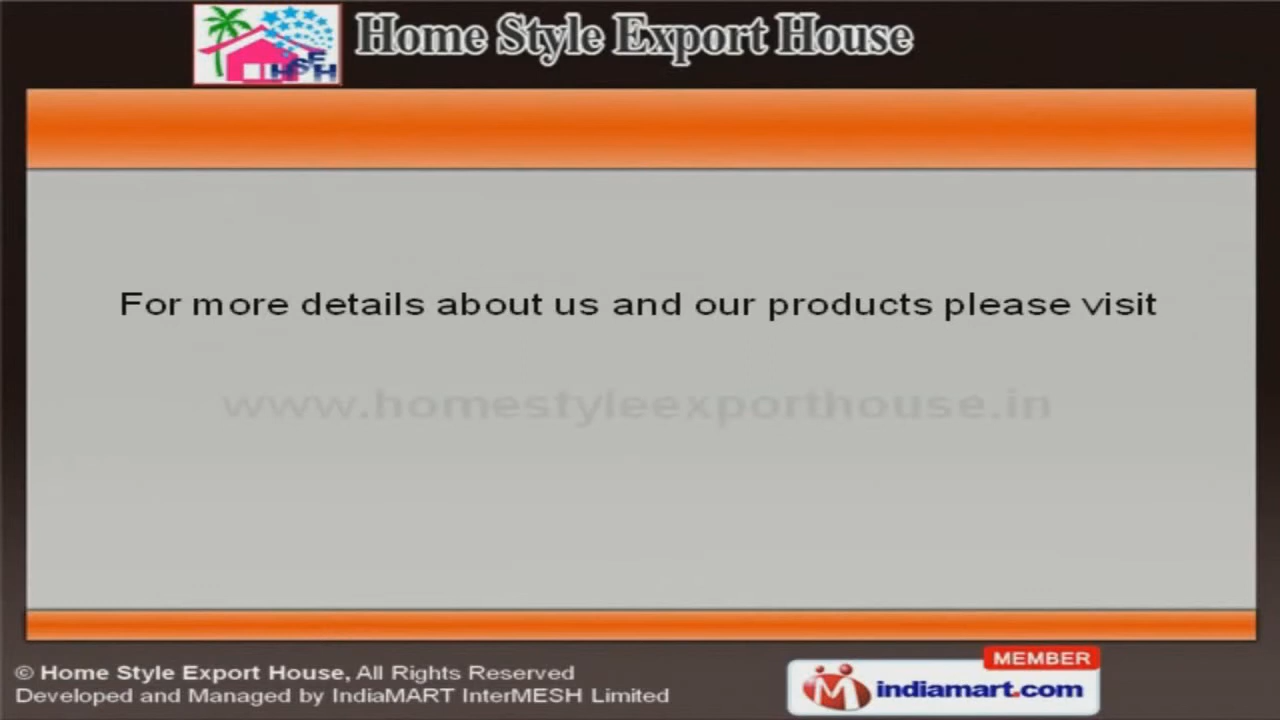 HSEH
Home Style Export House
For more details about us and our products please visit
www.homestyleexporthouse.in
© Home Style Export House, All Rights Reserved
Developed and Managed by IndiaMART InterMESH Limited
MEMBER
indiamart.com